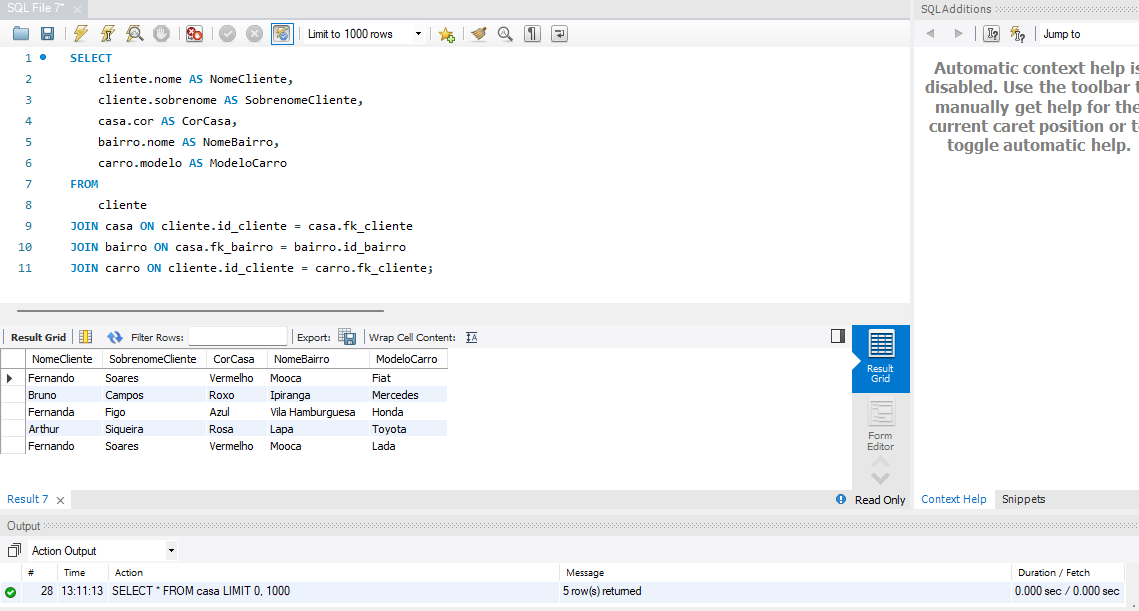 SQL File 7*
SQLAdditions
Limit to 1000 rows
Jump to
1 SELECT
2 cliente.nome AS NomeCliente,
3 cliente.sobrenome AS SobrenomeCliente,
4 casa.cor AS CorCasa,
5 bairro.nome AS NomeBairro,
6 carro.modelo AS ModeloCarro
7 FROM
8 cliente
9 JOIN casa ON cliente.id_cliente = casa.fk_cliente
10 JOIN bairro ON casa.fk_bairro = bairro.id_bairro
11 JOIN carro ON cliente.id_cliente = carro.fk_cliente;
Automatic context help is
disabled. Use the toolbar t
manually get help for the
current caret position or t
toggle automatic help.
Result Grid Filter Rows: Export: Wrap Cell Content: IA
NomeCliente SobrenomeCliente CorCasa NomeBairro ModeloCarro
Fernando Soares Vermelho Mooca Fiat
Bruno Campos Roxo Ipiranga Mercedes
Fernanda Figo Azul Vila Hamburguesa Honda
Arthur Siqueira Rosa Lapa Toyota
Fernando Soares Vermelho Mooca Lada
Result
Grid
Form
Editor
Result 7
Read Only
Context Help Snippets
Output
Action Output
# Time Action Message Duration / Fetch
28 13:11:13 SELECT * FROM casa LIMIT 0, 1000 5 row(s) returned 0.000 sec / 0.000 sec